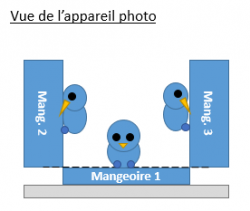 Vue de l'appareil photo
Mang. 2
Mang. 3
Mangeoire 1